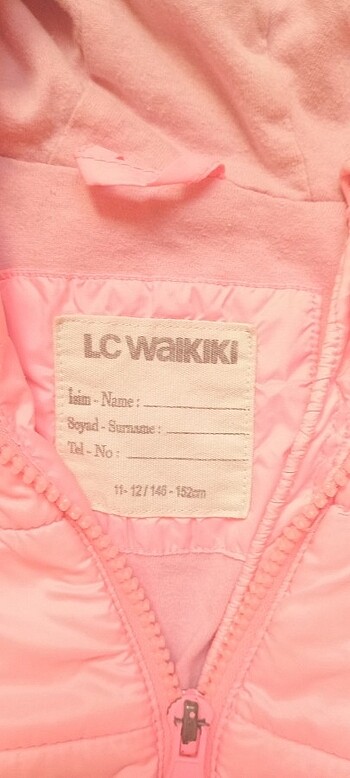 LC WAIKIKI
İsim - Name :
Soyad - Surname :
Tel - No :
11- 12 / 146 - 152cm